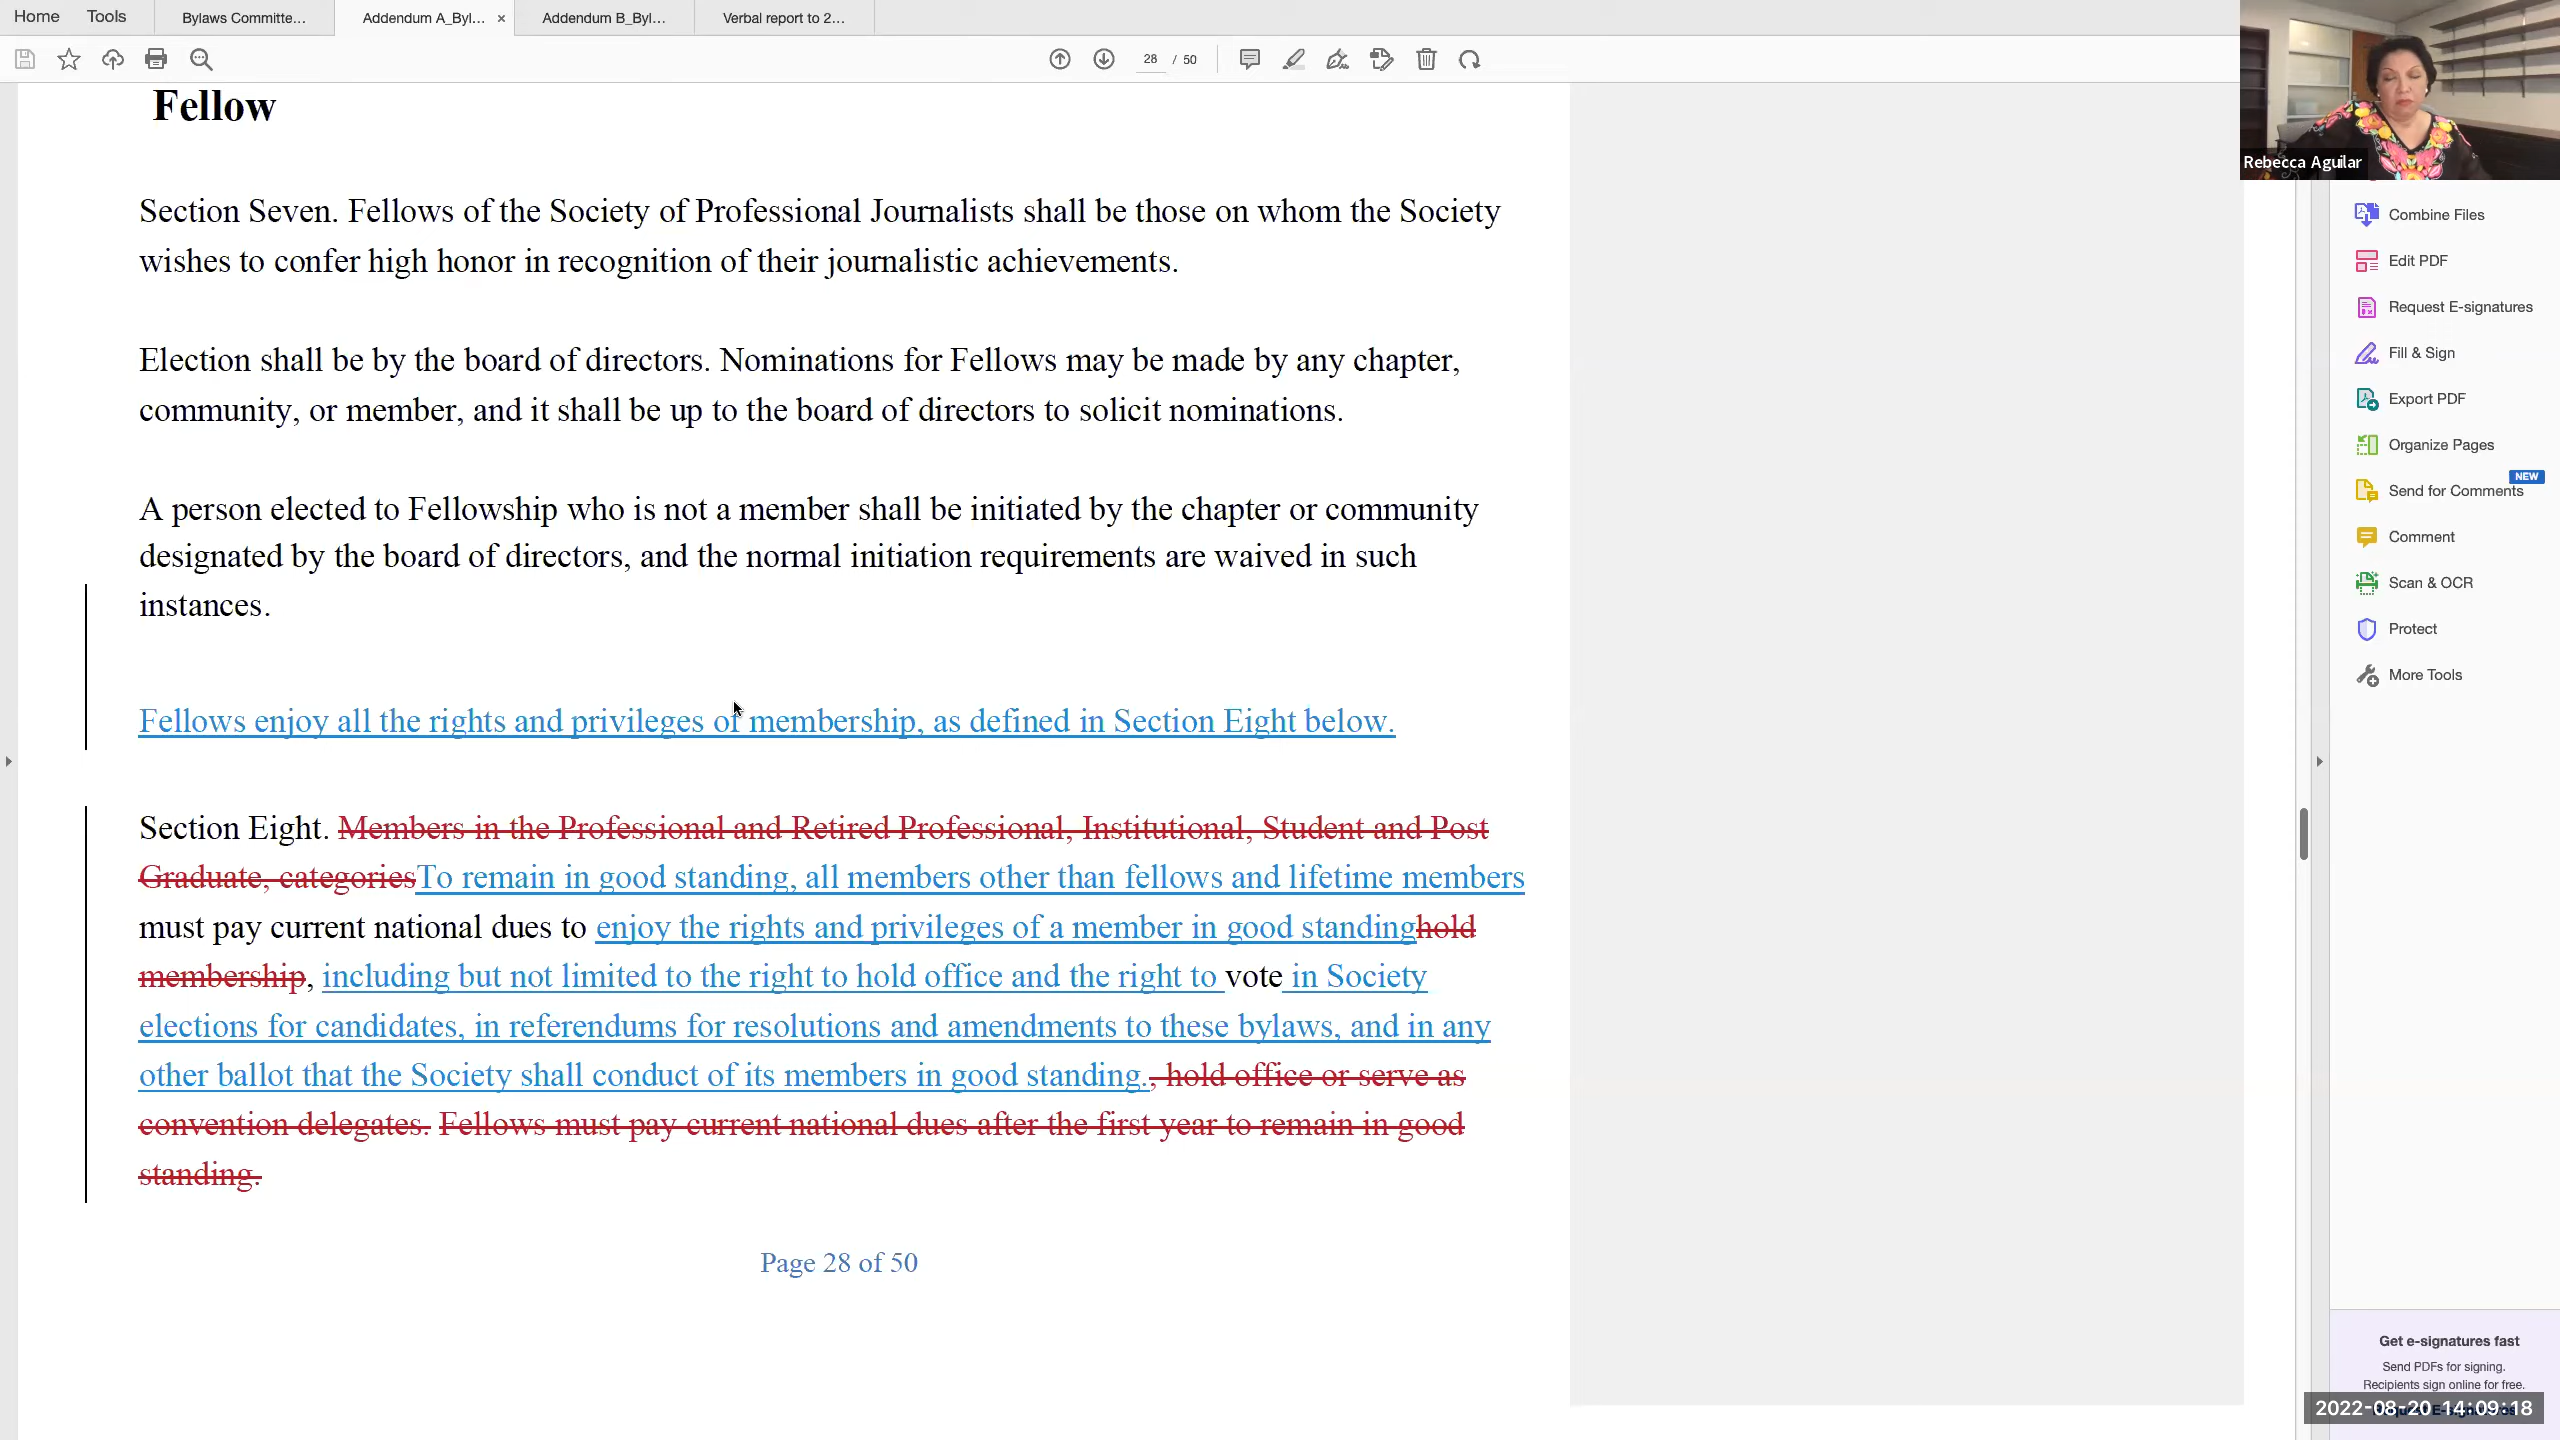 Home Tools Bylaws Committe... Addendum A_Byl... × Addendum B_Byl... Verbal report to 2...
28 / 50
Rebecca Aguilar
Fellow
Section Seven. Fellows of the Society of Professional Journalists shall be those on whom the Society
wishes to confer high honor in recognition of their journalistic achievements.
Election shall be by the board of directors. Nominations for Fellows may be made by any chapter,
community, or member, and it shall be up to the board of directors to solicit nominations.
A person elected to Fellowship who is not a member shall be initiated by the chapter or community
designated by the board of directors, and the normal initiation requirements are waived in such
instances.
Fellows enjoy all the rights and privileges of membership, as defined in Section Eight below.
Section Eight. Members in the Professional and Retired Professional, Institutional, Student and Post
Graduate, categoriesTo remain in good standing, all members other than fellows and lifetime members
must pay current national dues to enjoy the rights and privileges of a member in good standinghold
membership, including but not limited to the right to hold office and the right to vote in Society
elections for candidates, in referendums for resolutions and amendments to these bylaws, and in any
other ballot that the Society shall conduct of its members in good standing., hold office or serve as
convention delegates. Fellows must pay current national dues after the first year to remain in good
standing.
Page 28 of 50
Combine Files
Edit PDF
Request E-signatures
Fill & Sign
Export PDF
Organize Pages
NEW
Send for Comments
Comment
Scan & OCR
Protect
More Tools
Get e-signatures fast
Send PDFs for signing.
Recipients sign online for free.
2022-08-20 14:09:18